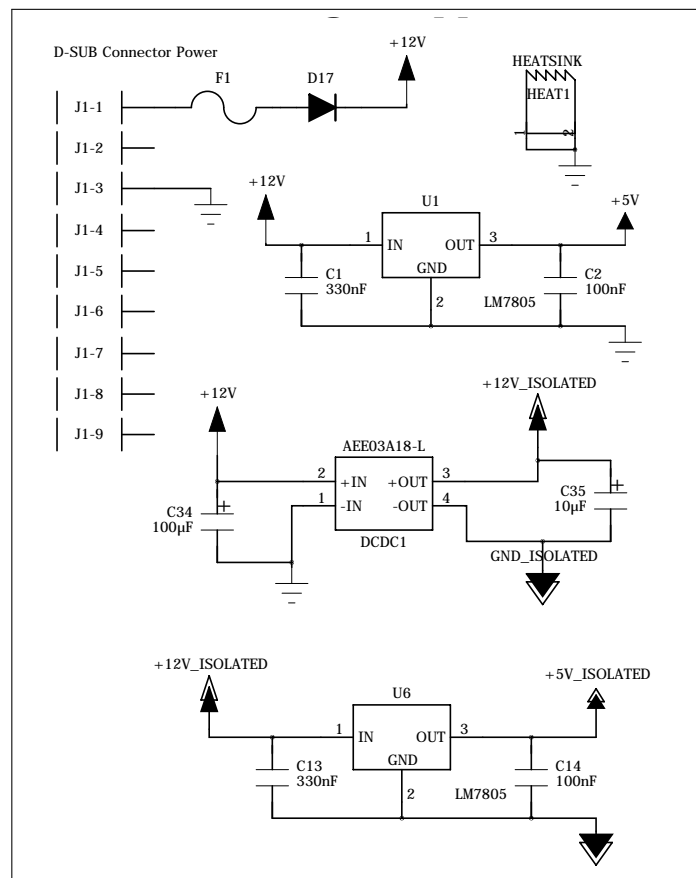 D-SUB Connector Power
F1
D17
+12V
HEATSINK
HEAT1
1
2
J1-1
J1-2
J1-3
J1-4
J1-5
J1-6
J1-7
J1-8
J1-9
+12V
U1
+5V
1
IN
OUT
3
GND
2
C1
330nF
LM7805
C2
100nF
+12V
+12V_ISOLATED
AEE03A18-L
2
+IN
+OUT
3
1
-IN
-OUT
4
DCDC1
C34
100µF
C35
10µF
GND_ISOLATED
+12V_ISOLATED
U6
+5V_ISOLATED
1
IN
OUT
3
GND
2
C13
330nF
LM7805
C14
100nF